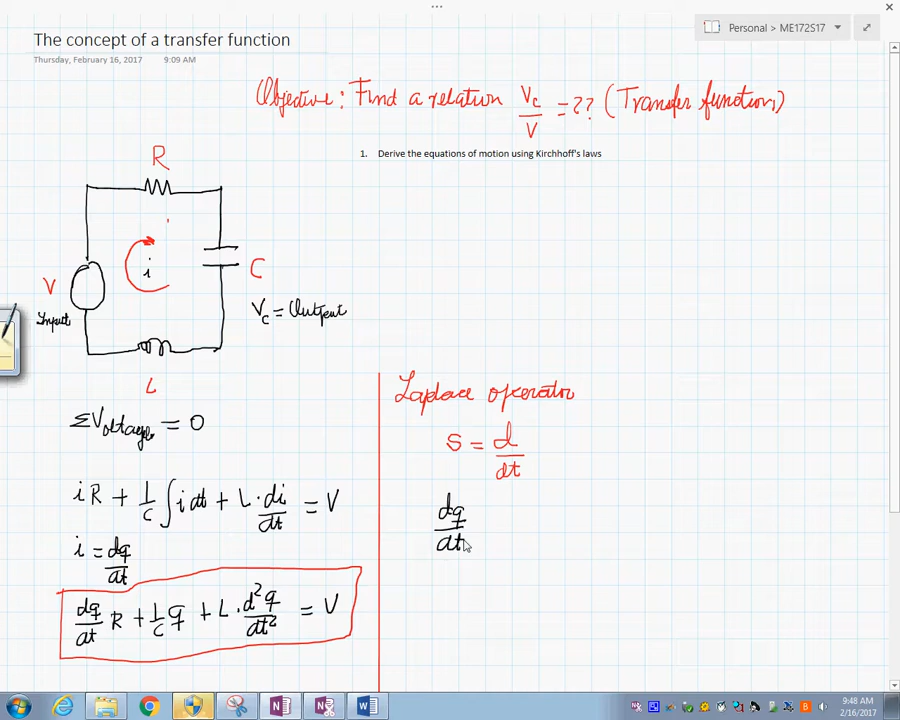 Personal > ME172S17
The concept of a transfer function
Thursday, February 16, 2017 9:09 AM
Objective: Find a relation Vc/V = ?? (Transfer function)
1. Derive the equations of motion using Kirchhoff's laws
R
i
V
Input
C
Vc = Output
L
ΣVoltage = 0
iR + 1/C ∫ i dt + L · di/dt = V
i = dq/dt
dq/dt R + 1/C q + L · d²q/dt² = V
Laplace operator
S = d/dt
dq/dt
9:48 AM
2/16/2017